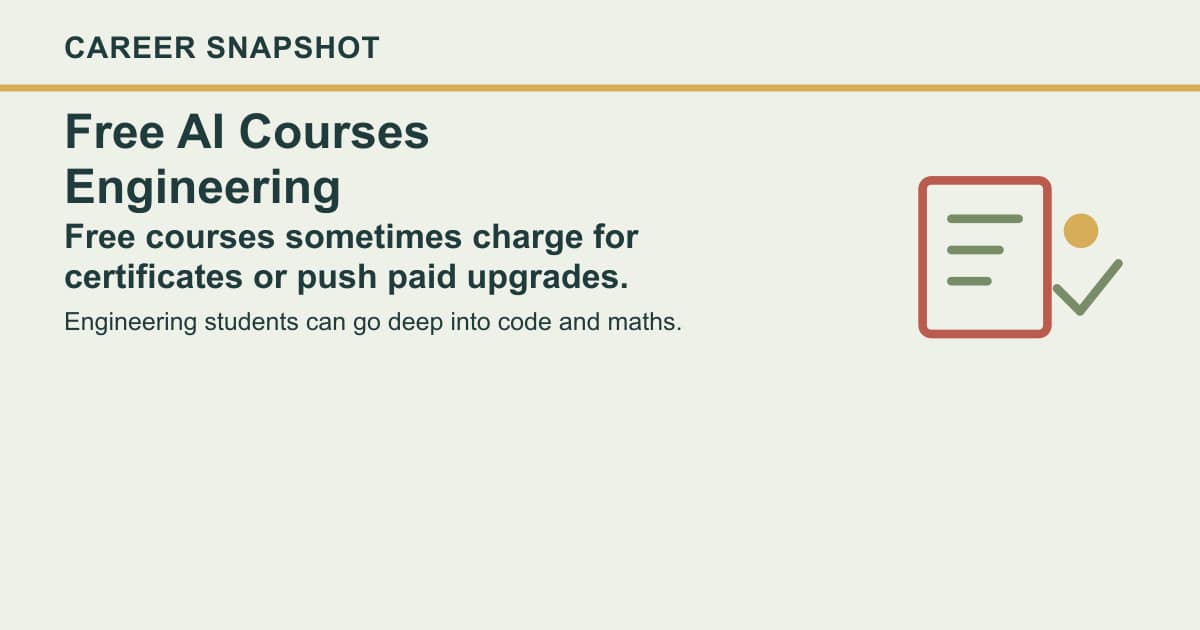 CAREER SNAPSHOT
Free AI Courses
Engineering
Free courses sometimes charge for
certificates or push paid upgrades.
Engineering students can go deep into code and maths.